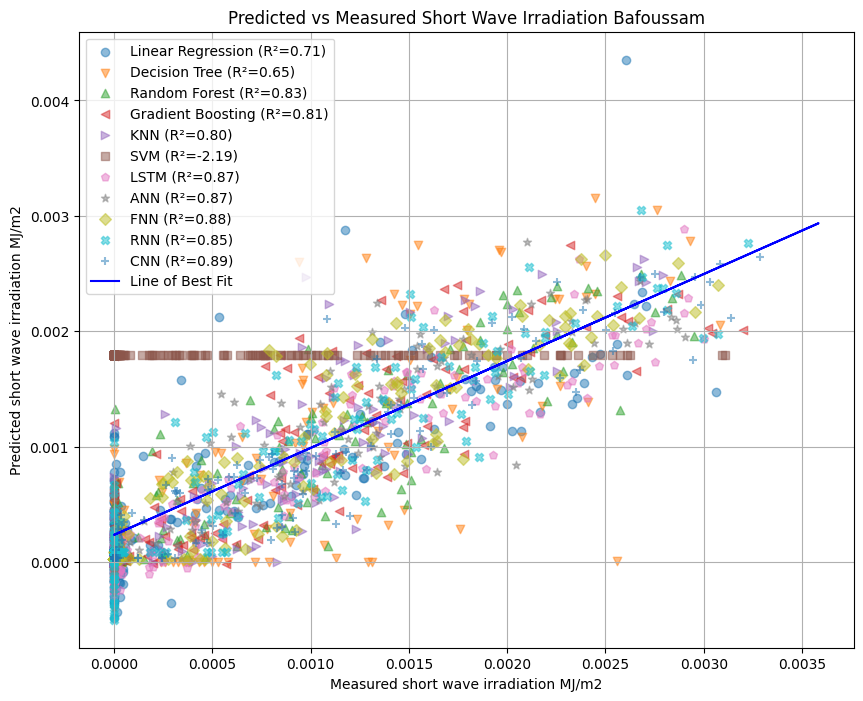 Predicted vs Measured Short Wave Irradiation Bafoussam
Linear Regression (R²=0.71)
Decision Tree (R²=0.65)
Random Forest (R²=0.83)
Gradient Boosting (R²=0.81)
KNN (R²=0.80)
SVM (R²=-2.19)
LSTM (R²=0.87)
ANN (R²=0.87)
FNN (R²=0.88)
RNN (R²=0.85)
CNN (R²=0.89)
Line of Best Fit
Predicted short wave irradiation MJ/m2
0.004
0.003
0.002
0.001
0.000
0.0000 0.0005 0.0010 0.0015 0.0020 0.0025 0.0030 0.0035
Measured short wave irradiation MJ/m2